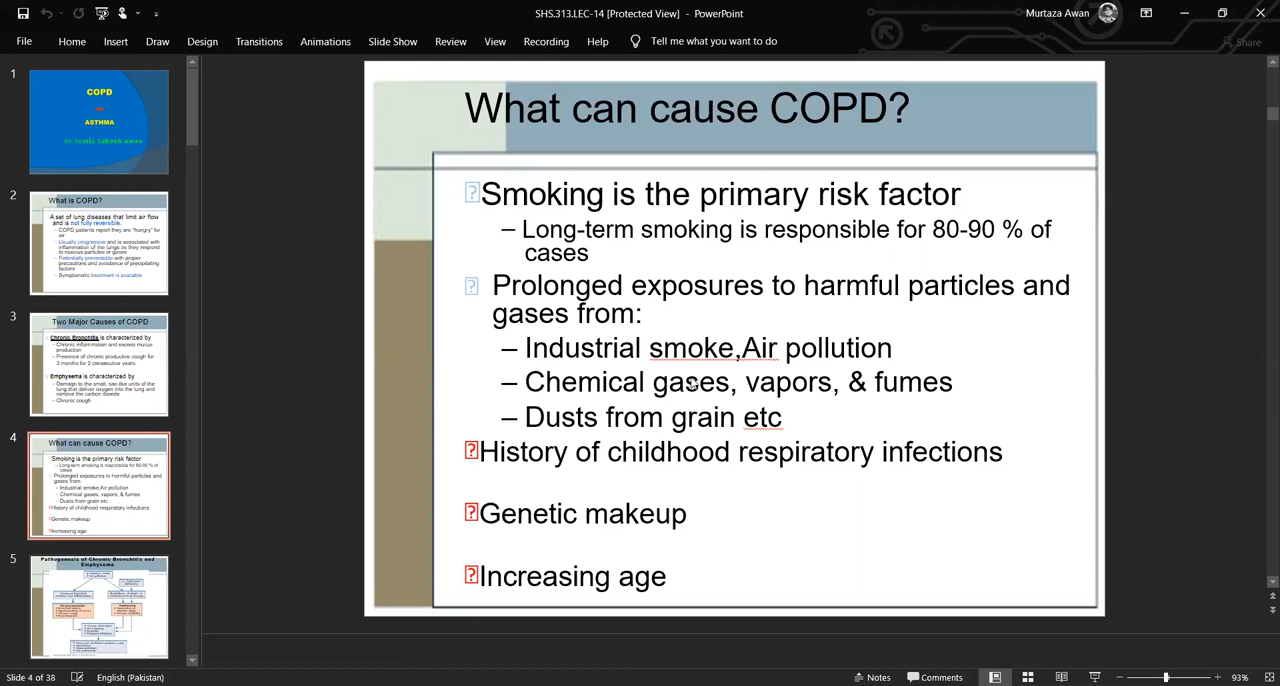 SHS.313.LEC-14 [Protected View] - PowerPoint
Murtaza Awan
File Home Insert Draw Design Transitions Animations Slide Show Review View Recording Help Tell me what you want to do
Share
1
COPD
ASTHMA
2
What is COPD?
A set of lung diseases that limit air flow
and is not fully reversible.
– COPD patients report they are "hungry" for
air
– Usually progressive and is associated with
inflammation of the lungs as they respond
to noxious particles or gases
– Potentially preventable with proper
precautions and avoidance of precipitating
factors
– Symptomatic treatment is available
3
Two Major Causes of COPD
Chronic Bronchitis is characterized by
– Chronic inflammation and excess mucus
production
– Presence of chronic productive cough for
3 months for 2 consecutive years.
Emphysema is characterized by
– Damage to the small, sac-like units of the
lung that deliver oxygen into the lung and
remove the carbon dioxide
– Chronic cough
4
What can cause COPD?
Smoking is the primary risk factor
– Long-term smoking is responsible for 80-90 % of
cases
Prolonged exposures to harmful particles and
gases from:
– Industrial smoke,Air pollution
– Chemical gases, vapors, & fumes
– Dusts from grain etc
History of childhood respiratory infections
Genetic makeup
Increasing age
5
Pathogenesis of Chronic Bronchitis and
Emphysema
What can cause COPD?
Smoking is the primary risk factor
– Long-term smoking is responsible for 80-90 % of
cases
Prolonged exposures to harmful particles and
gases from:
– Industrial smoke,Air pollution
– Chemical gases, vapors, & fumes
– Dusts from grain etc
History of childhood respiratory infections
Genetic makeup
Increasing age
Slide 4 of 38 English (Pakistan) Notes Comments 93%